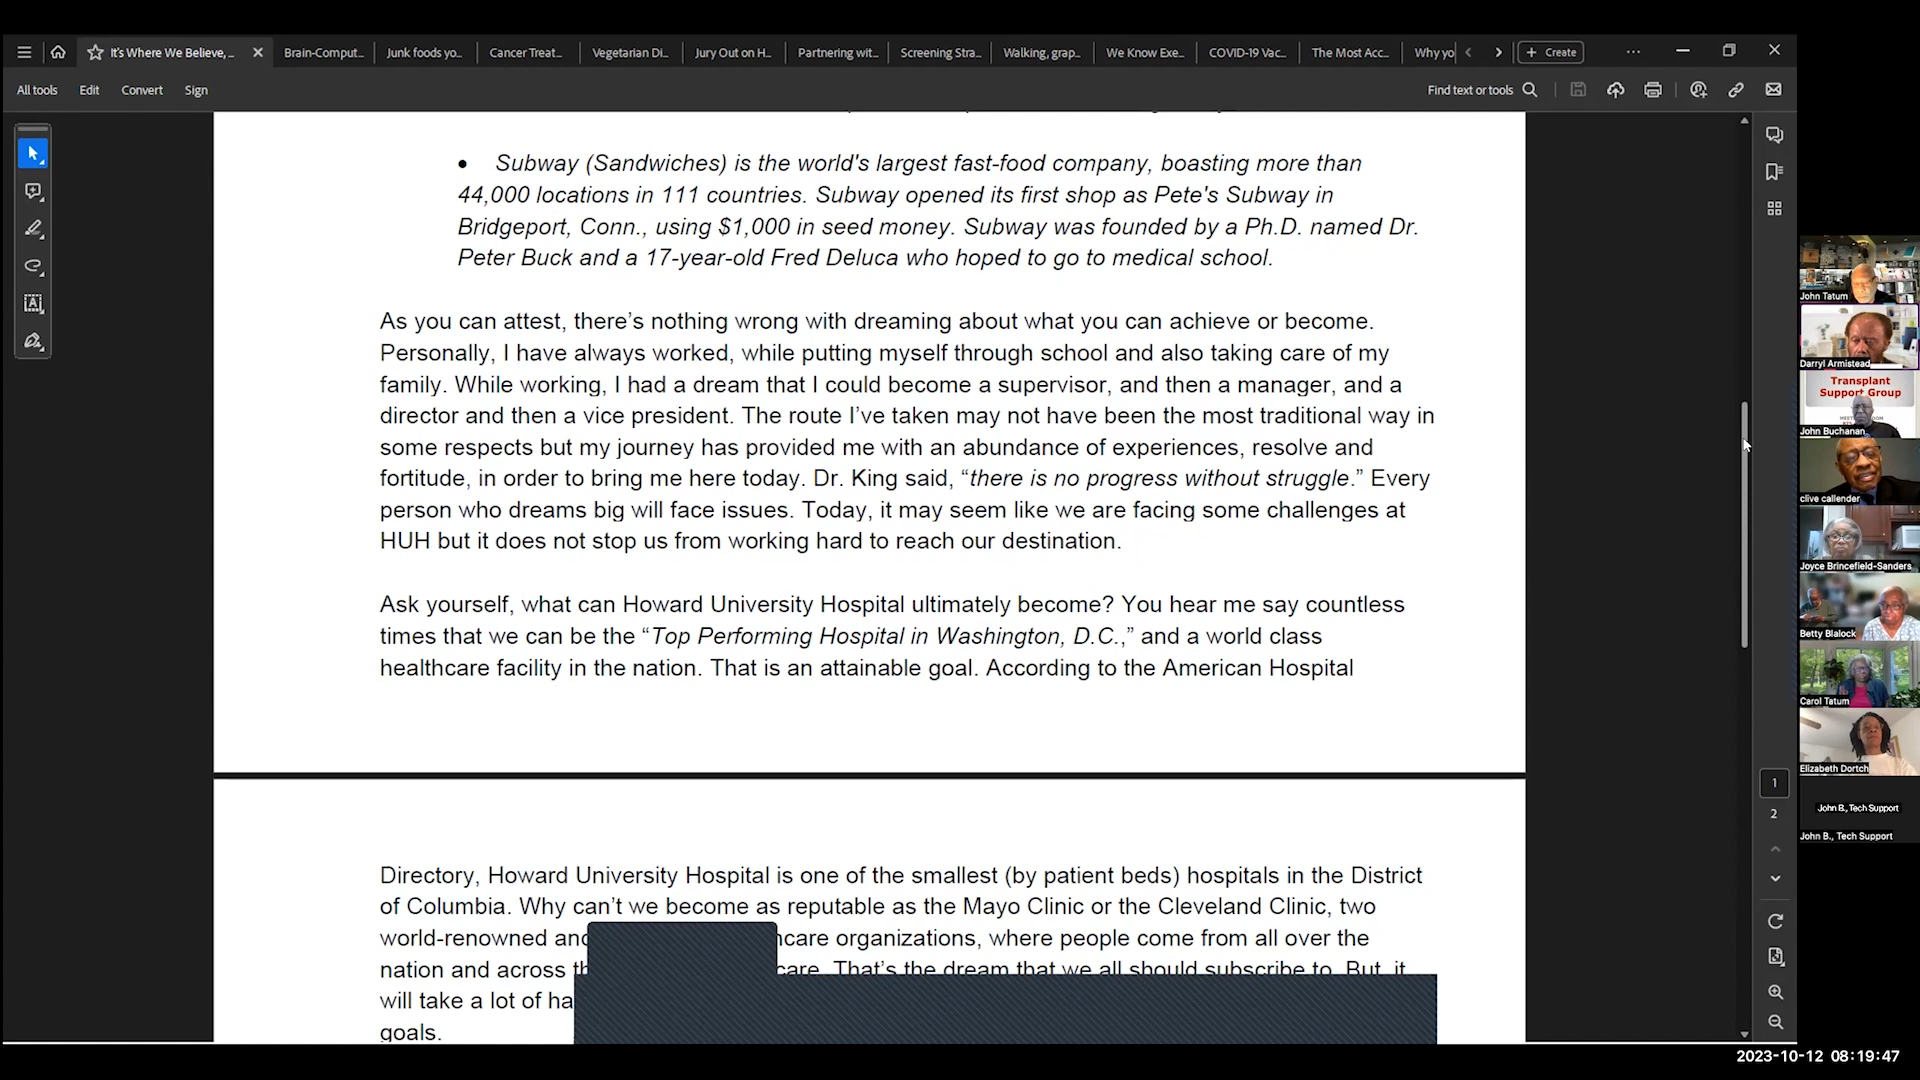 It's Where We Believe, ...
Brain-Comput...
Junk foods yo...
Cancer Treat...
Vegetarian Di...
Jury Out on H...
Partnering wit...
Screening Stra...
Walking, grap...
We Know Exe...
COVID-19 Vac...
The Most Acc...
Why yo
Create
All tools
Edit
Convert
Sign
Find text or tools
• Subway (Sandwiches) is the world's largest fast-food company, boasting more than
44,000 locations in 111 countries. Subway opened its first shop as Pete's Subway in
Bridgeport, Conn., using $1,000 in seed money. Subway was founded by a Ph.D. named Dr.
Peter Buck and a 17-year-old Fred Deluca who hoped to go to medical school.
As you can attest, there's nothing wrong with dreaming about what you can achieve or become.
Personally, I have always worked, while putting myself through school and also taking care of my
family. While working, I had a dream that I could become a supervisor, and then a manager, and a
director and then a vice president. The route I've taken may not have been the most traditional way in
some respects but my journey has provided me with an abundance of experiences, resolve and
fortitude, in order to bring me here today. Dr. King said, “there is no progress without struggle.” Every
person who dreams big will face issues. Today, it may seem like we are facing some challenges at
HUH but it does not stop us from working hard to reach our destination.
Ask yourself, what can Howard University Hospital ultimately become? You hear me say countless
times that we can be the “Top Performing Hospital in Washington, D.C.,” and a world class
healthcare facility in the nation. That is an attainable goal. According to the American Hospital
Directory, Howard University Hospital is one of the smallest (by patient beds) hospitals in the District
of Columbia. Why can't we become as reputable as the Mayo Clinic or the Cleveland Clinic, two
world-renowned and care organizations, where people come from all over the
nation and across th care. That's the dream that we all should subscribe to. But, it
will take a lot of ha
goals.
1
2
John Tatum
Darryl Armistead
Transplant
Support Group
John Buchanan
clive callender
Joyce Brincefield-Sanders
Betty Blalock
Carol Tatum
Elizabeth Dortch
John B., Tech Support
John B., Tech Support
2023-10-12 08:19:47